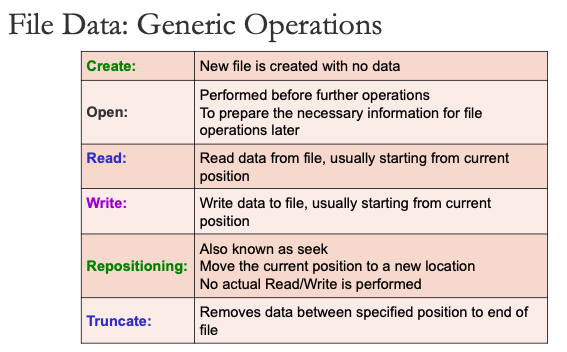 File Data: Generic Operations
Create:
New file is created with no data
Open:
Performed before further operations
To prepare the necessary information for file
operations later
Read:
Read data from file, usually starting from current
position
Write:
Write data to file, usually starting from current
position
Repositioning:
Also known as seek
Move the current position to a new location
No actual Read/Write is performed
Truncate:
Removes data between specified position to end of
file